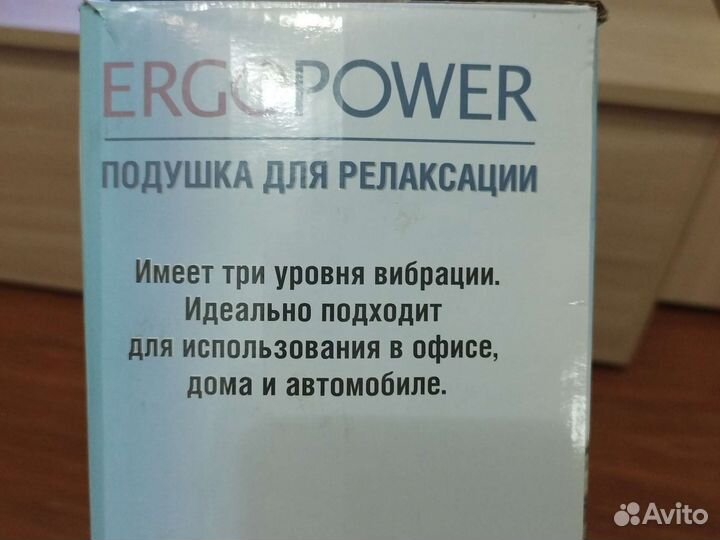 ERGOPOWER
ПОДУШКА ДЛЯ РЕЛАКСАЦИИ
Имеет три уровня вибрации.
Идеально подходит
для использования в офисе,
дома и автомобиле.
Avito